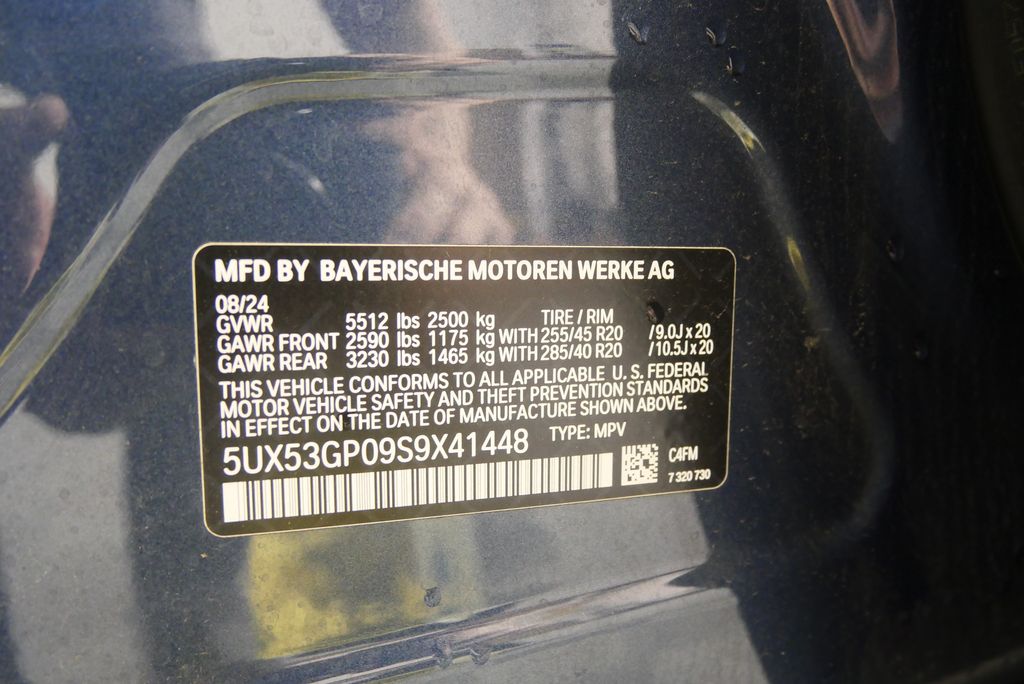 MFD BY BAYERISCHE MOTOREN WERKE AG
08/24
GVWR 5512 lbs 2500 kg TIRE / RIM
GAWR FRONT 2590 lbs 1175 kg WITH 255/45 R20 /9.0J x 20
GAWR REAR 3230 lbs 1465 kg WITH 285/40 R20 /10.5J x 20
THIS VEHICLE CONFORMS TO ALL APPLICABLE U. S. FEDERAL
MOTOR VEHICLE SAFETY AND THEFT PREVENTION STANDARDS
IN EFFECT ON THE DATE OF MANUFACTURE SHOWN ABOVE.
5UX53GP09S9X41448 TYPE: MPV
C4FM
7 320 730